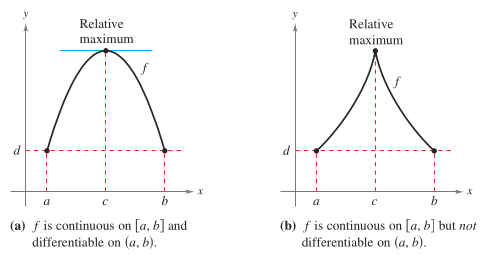 y
Relative
maximum
f
d
x
a
c
b
(a) f is continuous on [a, b] and
differentiable on (a, b).
y
Relative
maximum
f
d
x
a
c
b
(b) f is continuous on [a, b] but not
differentiable on (a, b).